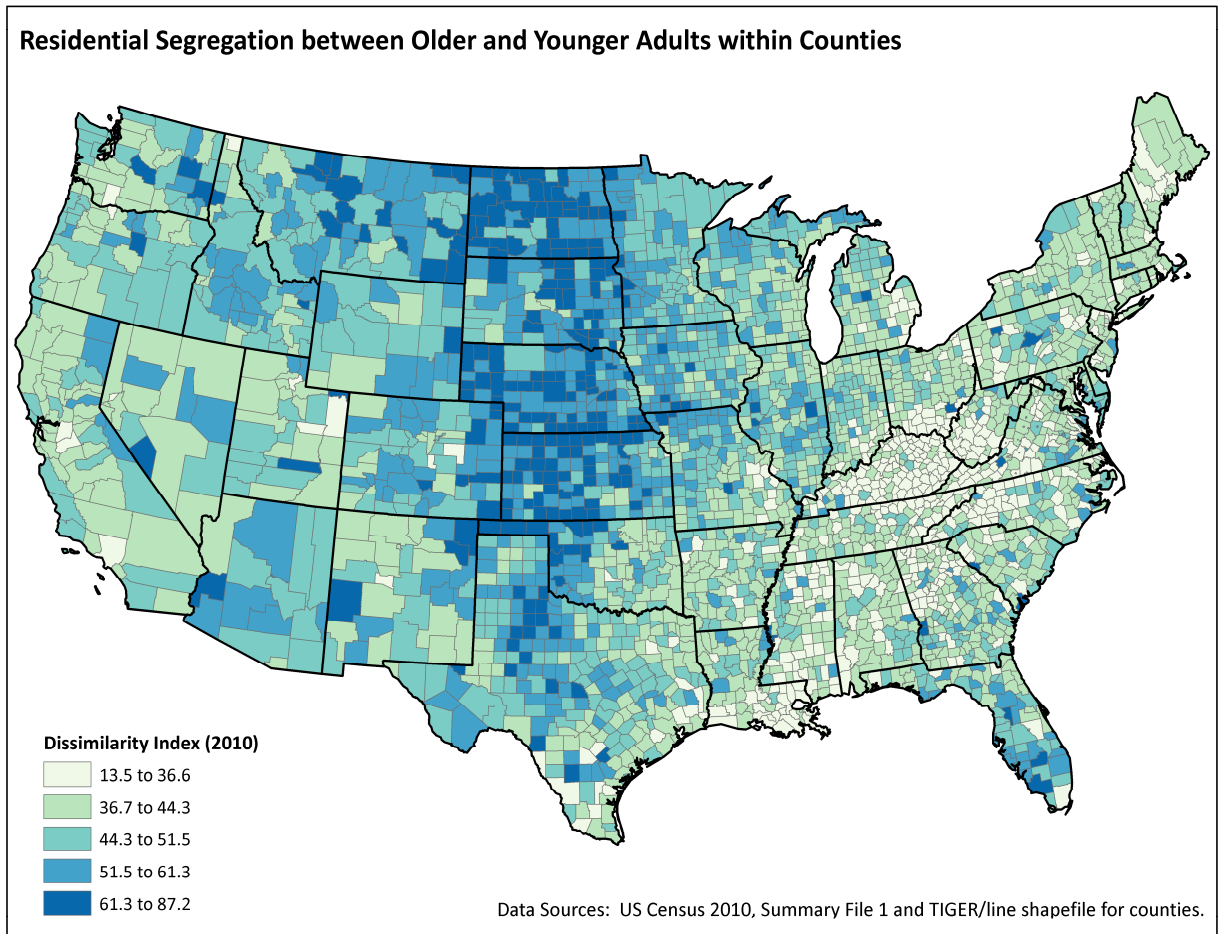 Residential Segregation between Older and Younger Adults within Counties
Dissimilarity Index (2010)
13.5 to 36.6
36.7 to 44.3
44.3 to 51.5
51.5 to 61.3
61.3 to 87.2
Data Sources: US Census 2010, Summary File 1 and TIGER/line shapefile for counties.